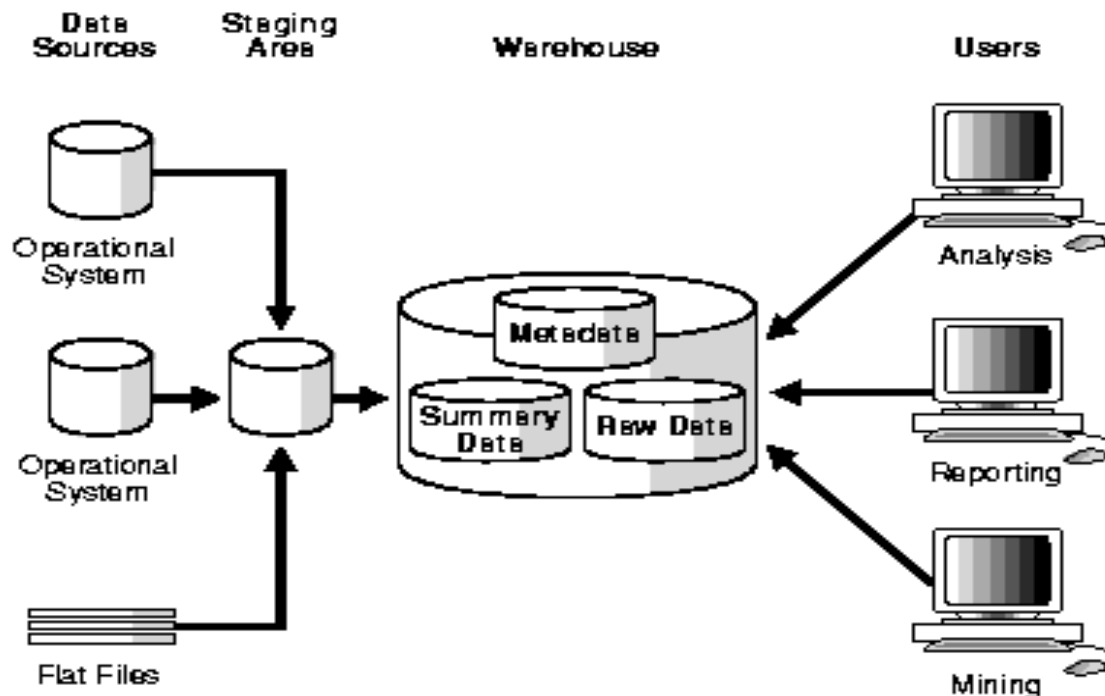 Data Sources
Staging Area
Warehouse
Users
Operational System
Analysis
Metadata
Operational System
Summary Data
Raw Data
Reporting
Flat Files
Mining